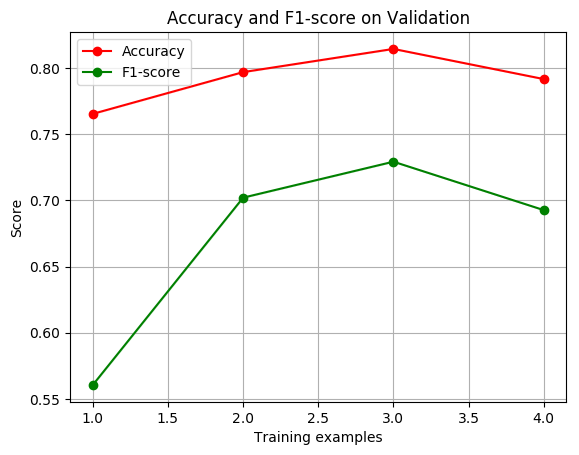 Accuracy and F1-score on Validation
Accuracy
F1-score
0.80
0.75
0.70
0.65
0.60
0.55
Score
1.0 1.5 2.0 2.5 3.0 3.5 4.0
Training examples